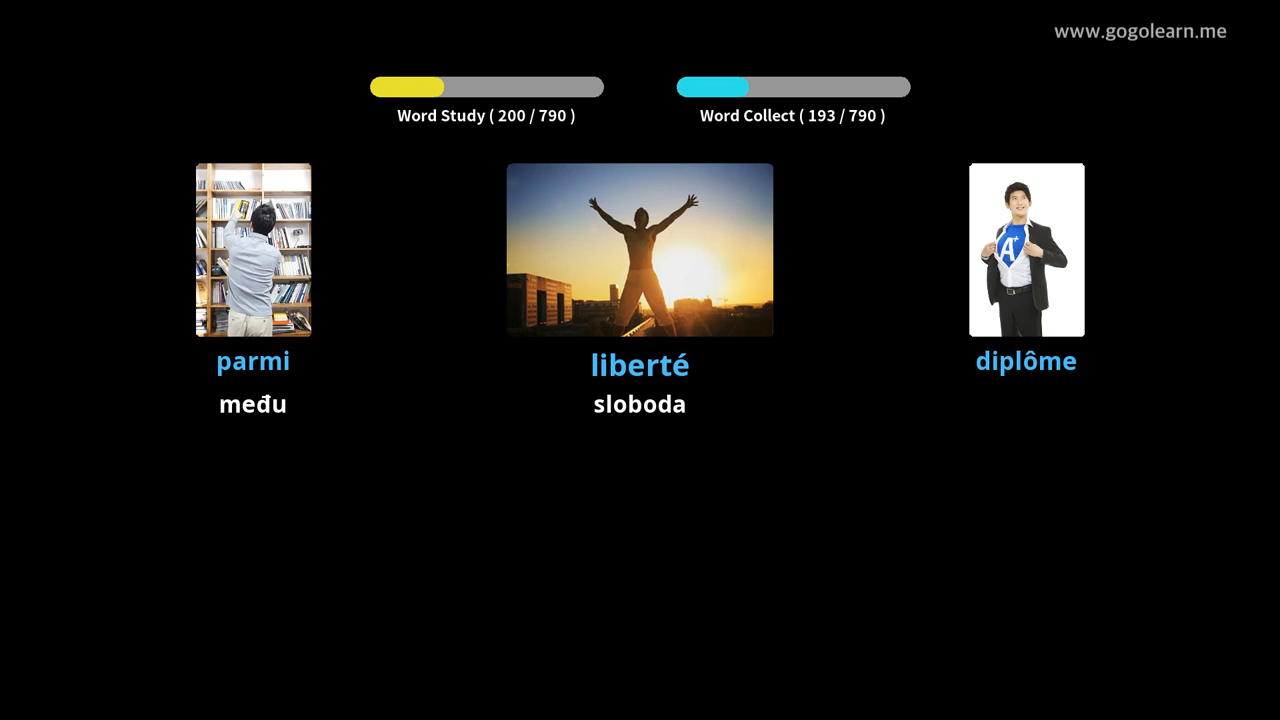 www.gogolearn.me
Word Study ( 200 / 790 )
Word Collect ( 193 / 790 )
A+
parmi
liberté
diplôme
među
sloboda